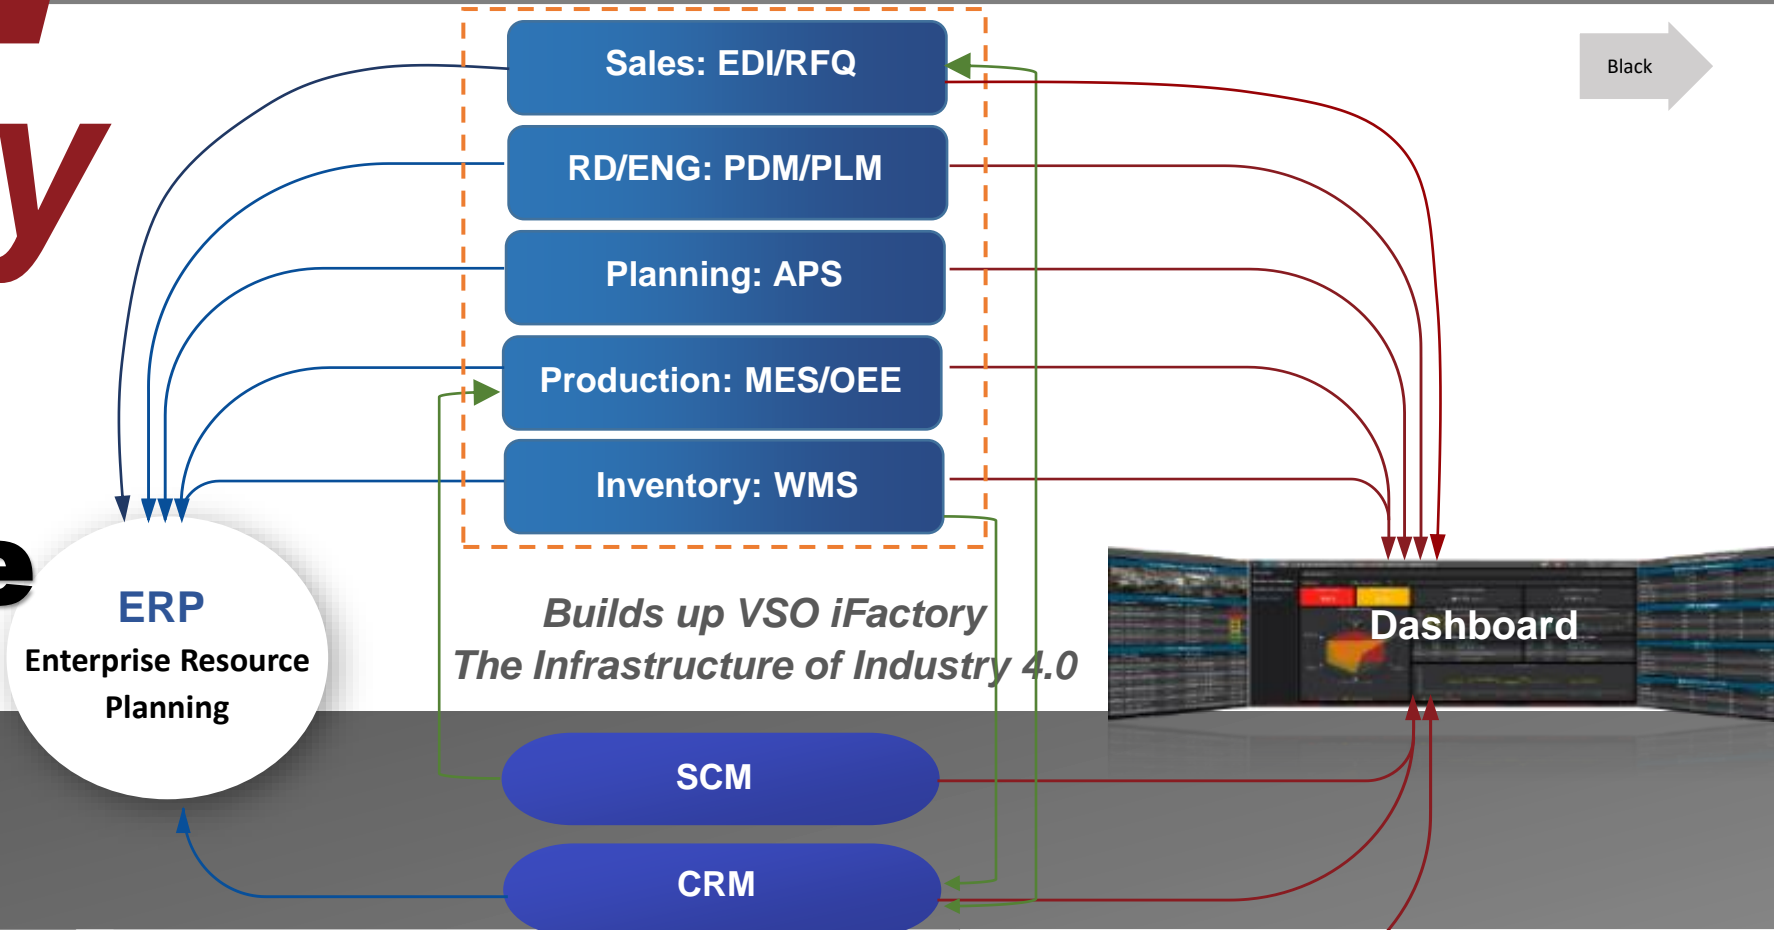 Sales: EDI/RFQ
Black
y
RD/ENG: PDM/PLM
Planning: APS
Production: MES/OEE
Inventory: WMS
e
ERP
Enterprise Resource
Planning
Builds up VSO iFactory
The Infrastructure of Industry 4.0
Dashboard
SCM
CRM